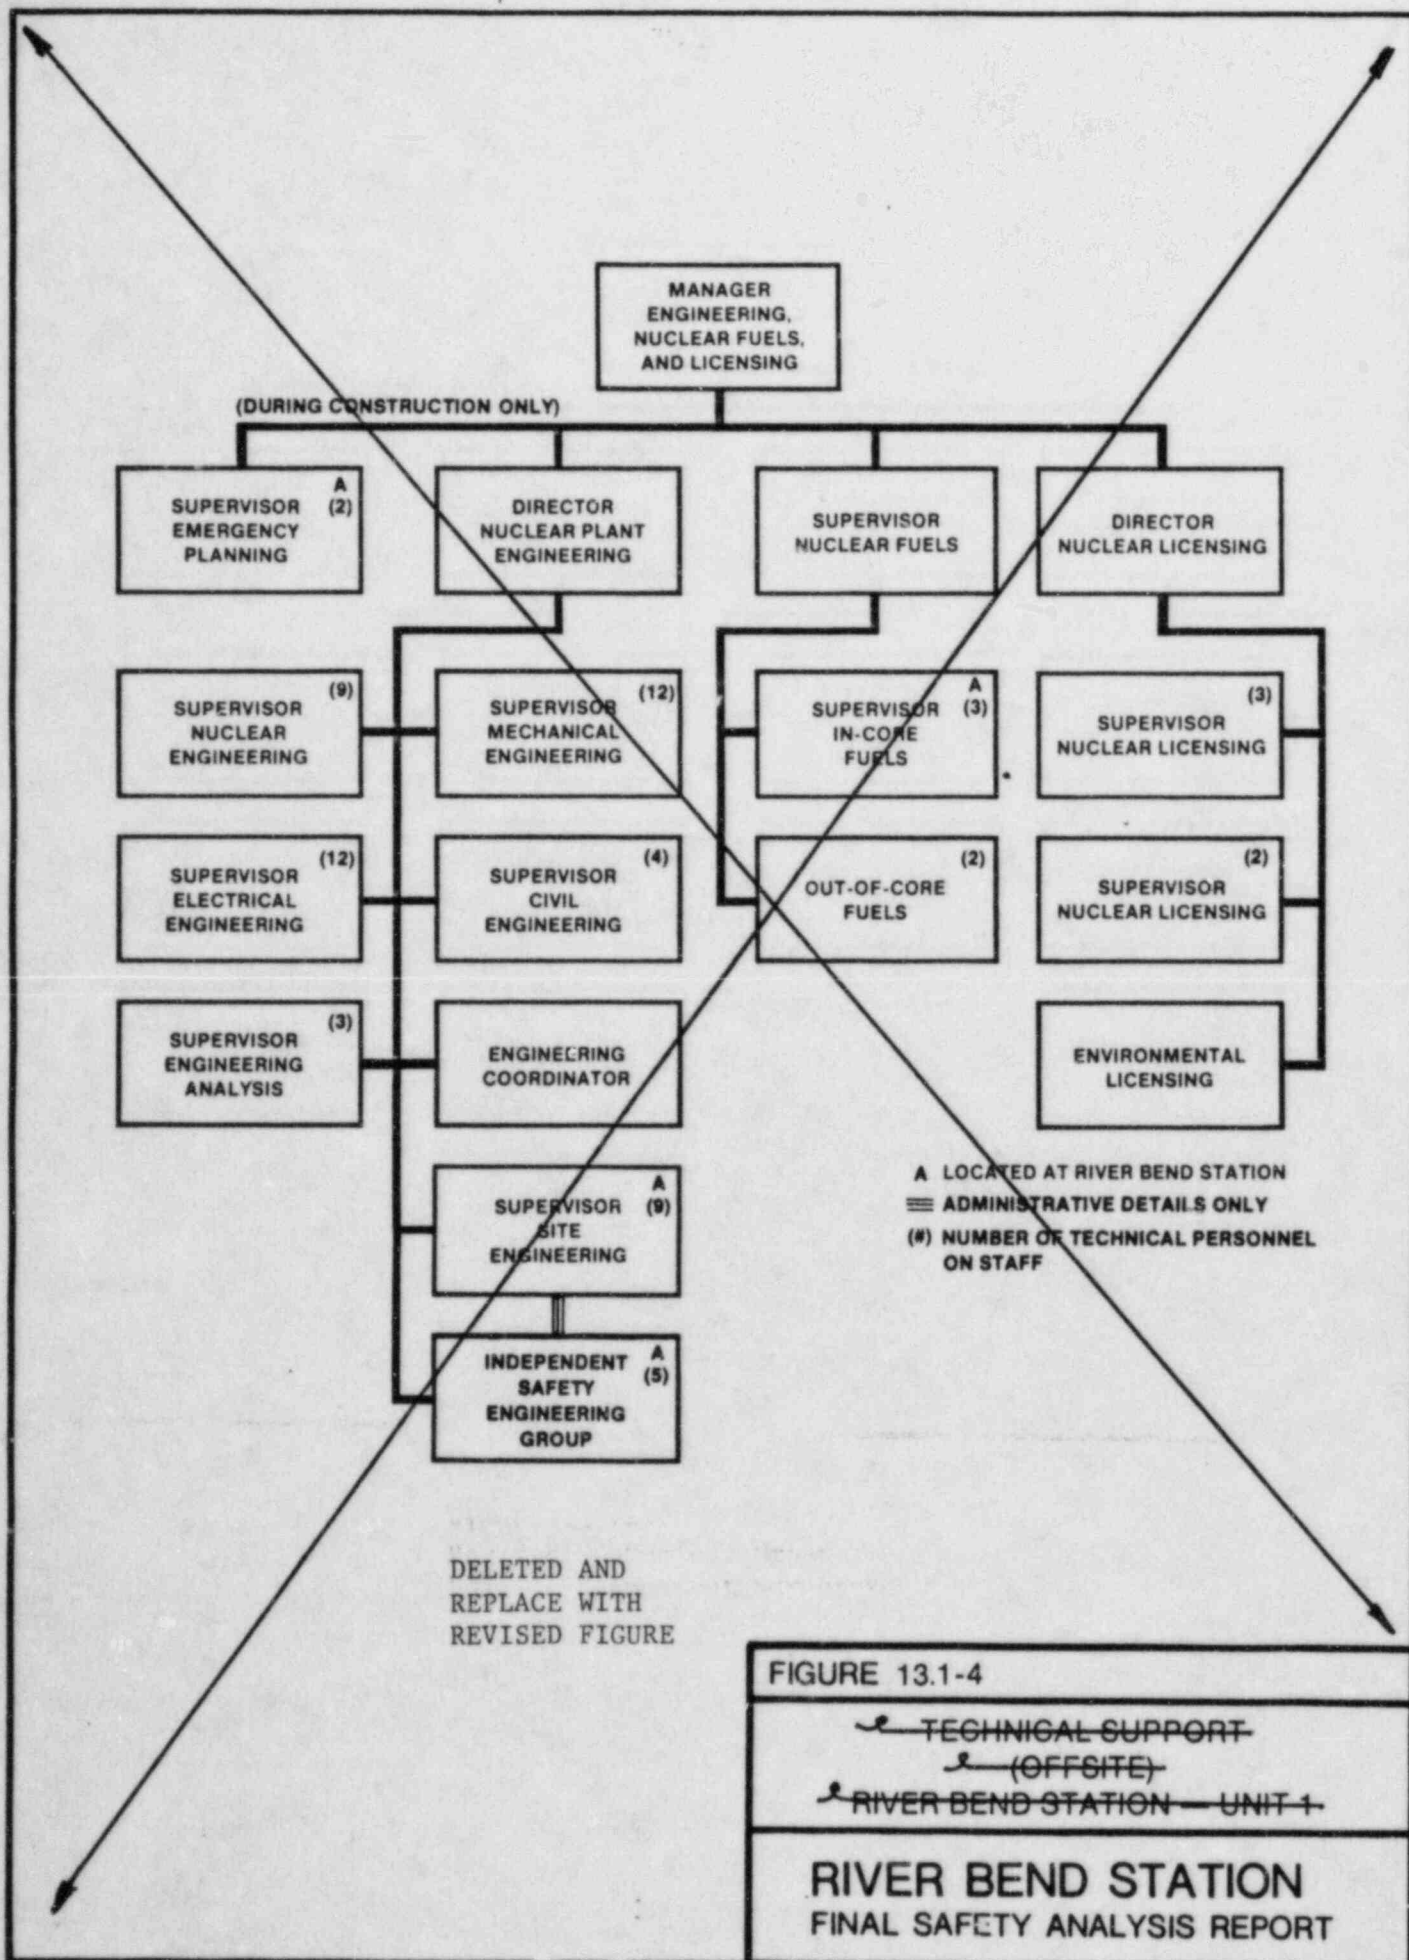 MANAGER
ENGINEERING,
NUCLEAR FUELS,
AND LICENSING
(DURING CONSTRUCTION ONLY)
A
SUPERVISOR (2)
EMERGENCY
PLANNING
DIRECTOR
NUCLEAR PLANT
ENGINEERING
SUPERVISOR
NUCLEAR FUELS
DIRECTOR
NUCLEAR LICENSING
(9)
SUPERVISOR
NUCLEAR
ENGINEERING
(12)
SUPERVISOR
MECHANICAL
ENGINEERING
A
SUPERVISOR (3)
IN-CORE
FUELS
(3)
SUPERVISOR
NUCLEAR LICENSING
(12)
SUPERVISOR
ELECTRICAL
ENGINEERING
(4)
SUPERVISOR
CIVIL
ENGINEERING
(2)
OUT-OF-CORE
FUELS
(2)
SUPERVISOR
NUCLEAR LICENSING
(3)
SUPERVISOR
ENGINEERING
ANALYSIS
ENGINEERING
COORDINATOR
ENVIRONMENTAL
LICENSING
A
SUPERVISOR (9)
SITE
ENGINEERING
A LOCATED AT RIVER BEND STATION
ADMINISTRATIVE DETAILS ONLY
(#) NUMBER OF TECHNICAL PERSONNEL
ON STAFF
A
INDEPENDENT (5)
SAFETY
ENGINEERING
GROUP
DELETED AND
REPLACE WITH
REVISED FIGURE
FIGURE 13.1-4
TECHNICAL SUPPORT
(OFFSITE)
RIVER BEND STATION — UNIT 1
RIVER BEND STATION
FINAL SAFETY ANALYSIS REPORT